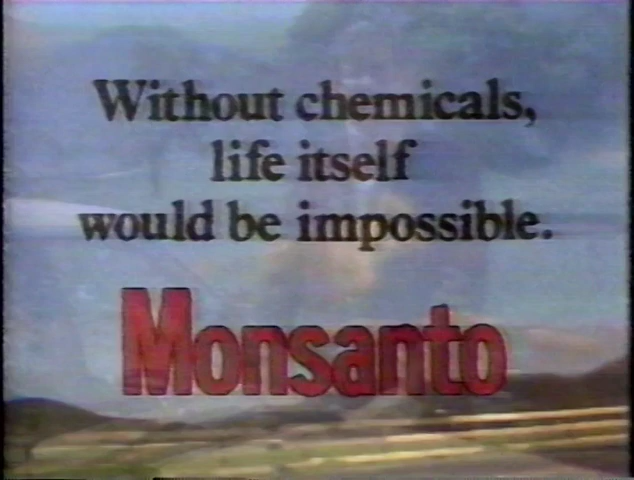 Without chemicals,
life itself
would be impossible.
Monsanto